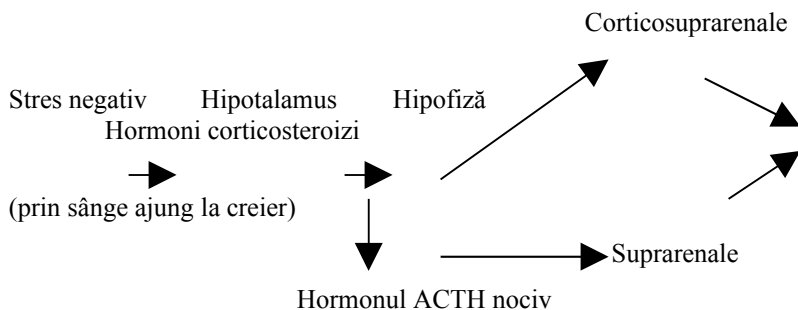 Corticosuprarenale
Stres negativ Hipotalamus Hipofiză
Hormoni corticosteroizi
(prin sânge ajung la creier)
Suprarenale
Hormonul ACTH nociv